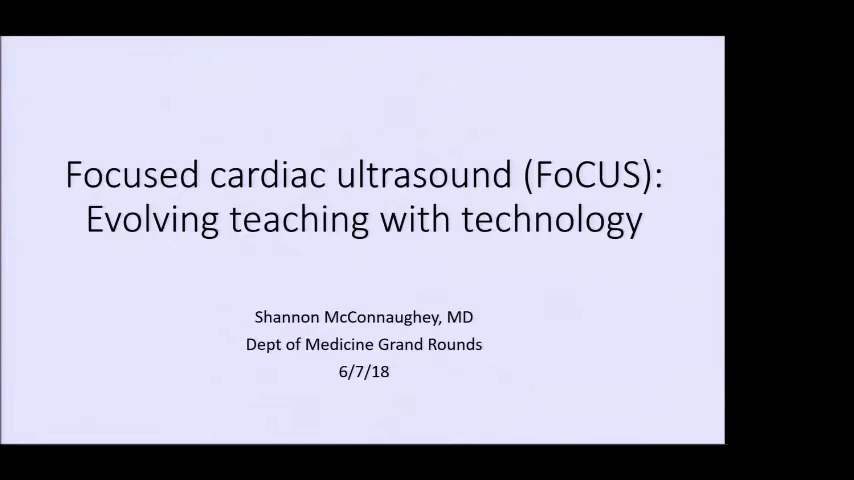 Focused cardiac ultrasound (FoCUS):
Evolving teaching with technology
Shannon McConnaughey, MD
Dept of Medicine Grand Rounds
6/7/18